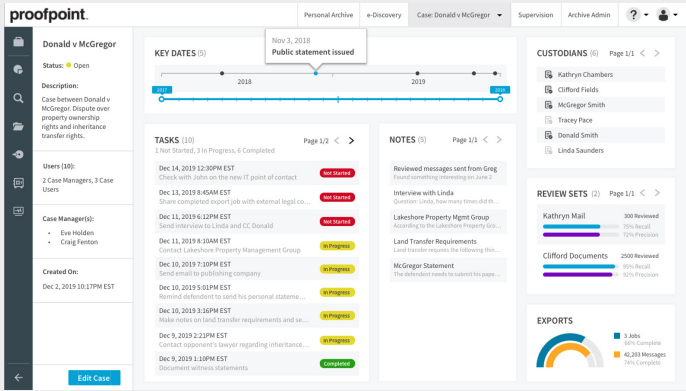 proofpoint.
Personal Archive
e-Discovery
Case: Donald v McGregor
Supervision
Archive Admin
?
Donald v McGregor
Status: Open
Description:
Case between Donald v
McGregor. Dispute over
property ownership
rights and inheritance
transfer rights.
Users (10):
2 Case Managers, 3 Case
Users
Case Manager(s):
• Eve Holden
• Craig Fenton
Created On:
Dec 2, 2019 10:17PM EST
Edit Case
KEY DATES (5)
Nov 3, 2018
Public statement issued
2018
2019
2017
2019
TASKS (10)
Page 1/2
1 Not Started, 3 In Progress, 6 Completed
Dec 14, 2019 12:30PM EST
Check with John on the new IT point of contact
Not Started
Dec 13, 2019 8:45AM EST
Share completed export job with external legal co...
Not Started
Dec 11, 2019 6:12PM EST
Send interview to Linda and CC Donald
Not Started
Dec 11, 2019 8:10AM EST
Contact Lakeshore Property Management Group
In Progress
Dec 10, 2019 7:10PM EST
Send email to publishing company
In Progress
Dec 10, 2019 5:01PM EST
Remind defendent to send his personal stateme...
In Progress
Dec 10, 2019 3:16PM EST
Make notes on land transfer requirements and se...
In Progress
Dec 9, 2019 2:21PM EST
Contact opponent's lawyer regarding inheritance...
In Progress
Dec 9, 2019 1:10PM EST
Document witness statements
Completed
NOTES (5)
Page 1/1
Reviewed messages sent from Greg
Found something interesting on June 2
Interview with Linda
Question: Linda, how many times did th...
Lakeshore Property Mgmt Group
According to the Lakeshore Property Gro...
Land Transfer Requirements
Land transfer requires the following thin...
McGregor Statement
The defendent needs to submit his pape...
CUSTODIANS (6)
Page 1/1
Kathryn Chambers
Clifford Fields
McGregor Smith
Tracey Pace
Donald Smith
Linda Saunders
REVIEW SETS (2)
Page 1/1
Kathryn Mail
300 Reviewed
75% Recall
72% Precision
Clifford Documents
2500 Reviewed
95% Recall
92% Precision
EXPORTS
3 Jobs
68% Complete
42,203 Messages
74% Complete